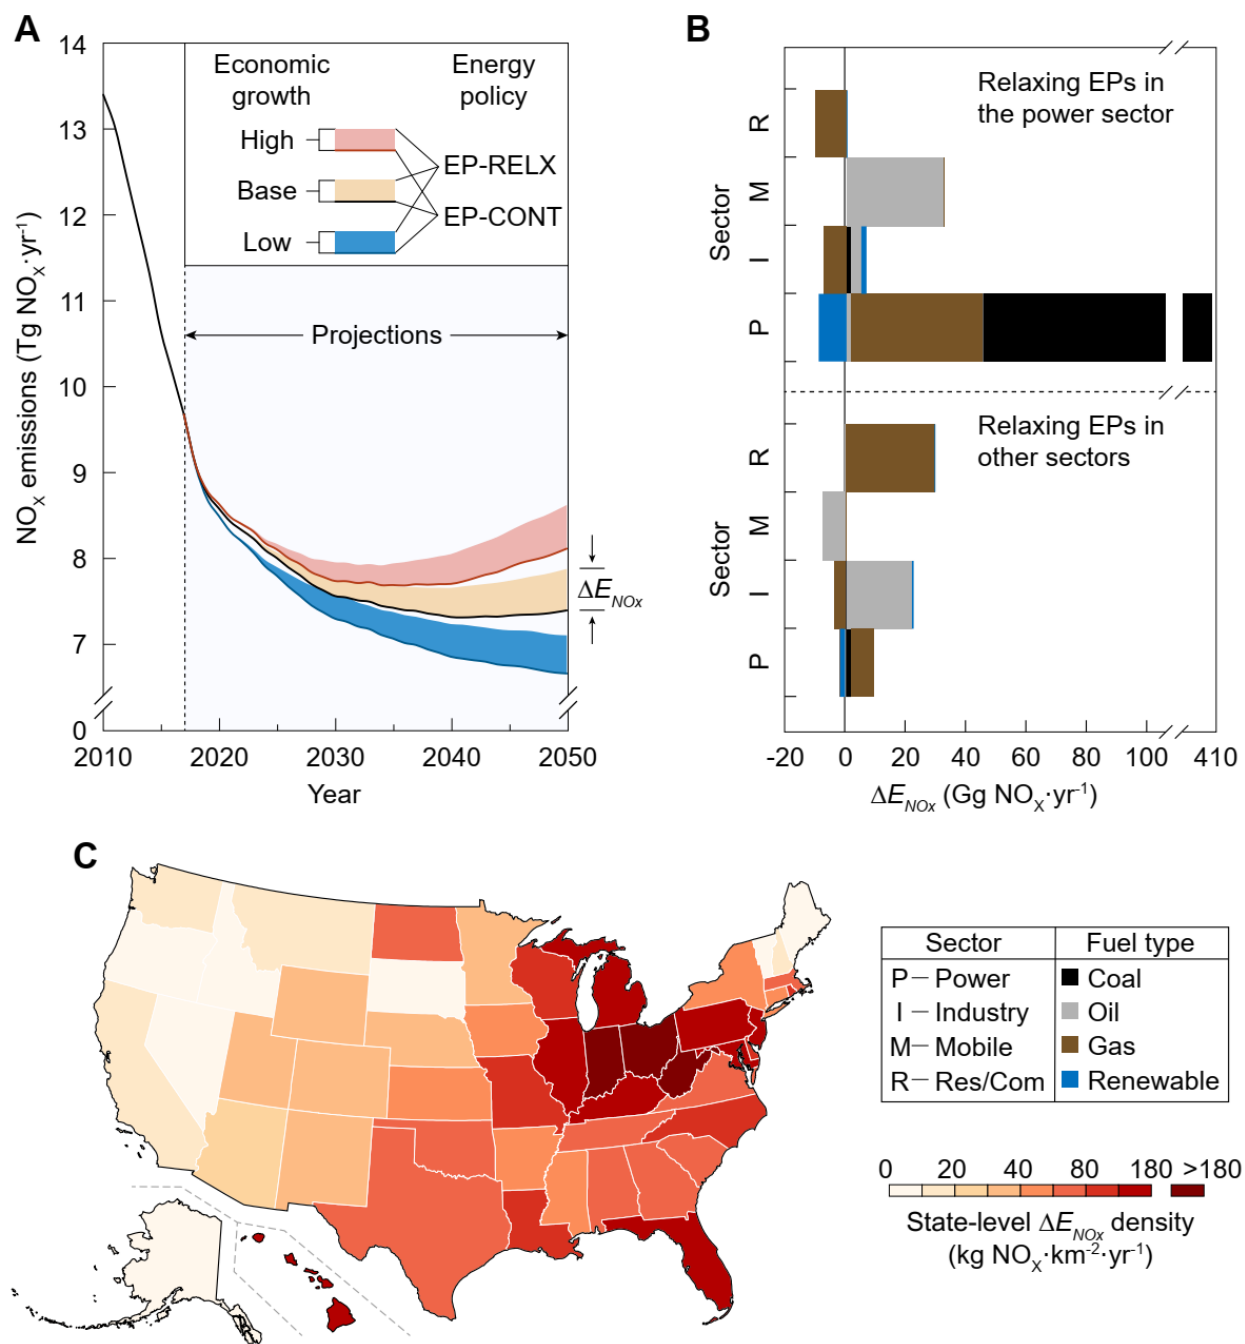 A
NOX emissions (Tg NOX·yr-1)
14
13
12
11
10
9
8
7
0
2010
2020
2030
2040
2050
Year
Economic
growth
Energy
policy
High
Base
Low
EP-RELX
EP-CONT
Projections
ΔENOx
B
Relaxing EPs in
the power sector
Sector
R
M
I
P
Relaxing EPs in
other sectors
Sector
R
M
I
P
-20
0
20
40
60
80
100
410
ΔENOx (Gg NOX·yr-1)
C
Sector
Fuel type
P – Power
Coal
I – Industry
Oil
M – Mobile
Gas
R – Res/Com
Renewable
0 20 40 80 180 >180
State-level ΔENOx density
(kg NOX·km-2·yr-1)